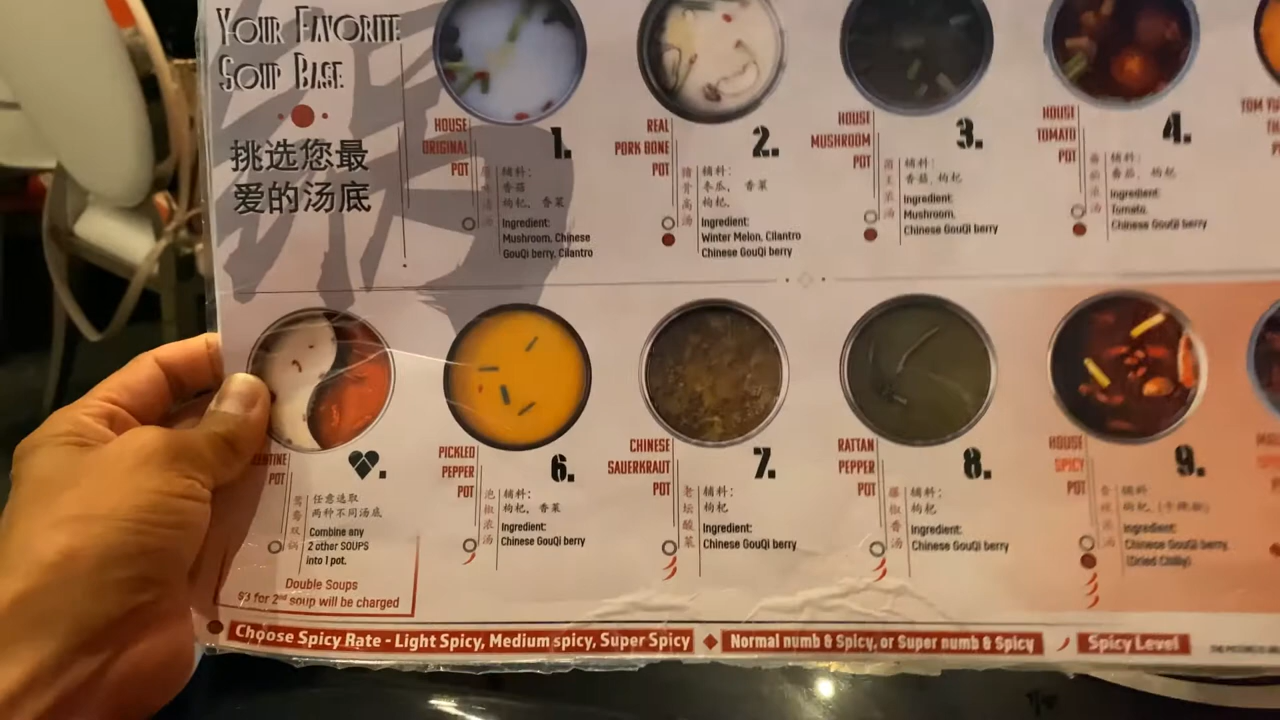 YOUR FAVORITE
SOUP BASE
挑选您最
爱的汤底
HOUSE
ORIGINAL
POT
1.
辅料:
香菇
枸杞、香菜
Ingredient:
Mushroom, Chinese
GouQi berry, Cilantro
REAL
PORK BONE
POT
2.
猪骨高汤
辅料:
冬瓜, 香菜
枸杞,
Ingredient:
Winter Melon, Cilantro
Chinese GouQi berry
HOUSE
MUSHROOM
POT
3.
辅料:
香菇, 枸杞
Ingredient:
Mushroom,
Chinese GouQi berry
HOUSE
TOMATO
POT
4.
辅料:
番茄, 枸杞
Ingredient:
Tomato,
Chinese GouQi berry
TOM
POT
鸳鸯双锅
任意选取
两种不同汤底
Combine any
2 other SOUPS
into 1 pot.
Double Soups
$3 for 2nd soup will be charged
PICKLED
PEPPER
POT
6.
泡椒浓汤
辅料:
枸杞, 香菜
Ingredient:
Chinese GouQi berry
CHINESE
SAUERKRAUT
POT
7.
老坛酸菜
辅料:
枸杞
Ingredient:
Chinese GouQi berry
RATTAN
PEPPER
POT
8.
藤椒香汤
辅料:
枸杞
Ingredient:
Chinese GouQi berry
HOUSE
SPICY
POT
9.
辅料
枸杞, (干辣椒)
Ingredient:
Chinese GouQi berry,
(Dried Chilly)
Choose Spicy Rate - Light Spicy, Medium spicy, Super Spicy
Normal numb & Spicy, or Super numb & Spicy
Spicy Level